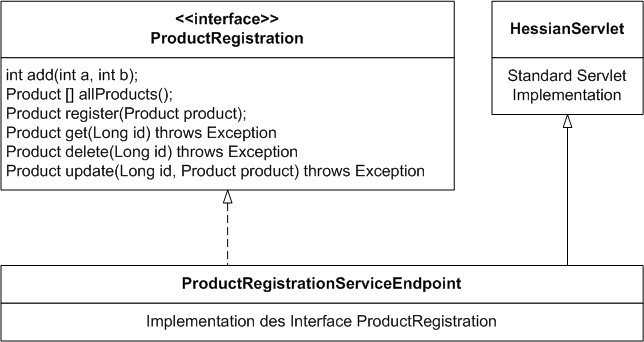 <<interface>>
ProductRegistration
int add(int a, int b);
Product [] allProducts();
Product register(Product product);
Product get(Long id) throws Exception
Product delete(Long id) throws Exception
Product update(Long id, Product product) throws Exception
HessianServlet
Standard Servlet
Implementation
ProductRegistrationServiceEndpoint
Implementation des Interface ProductRegistration